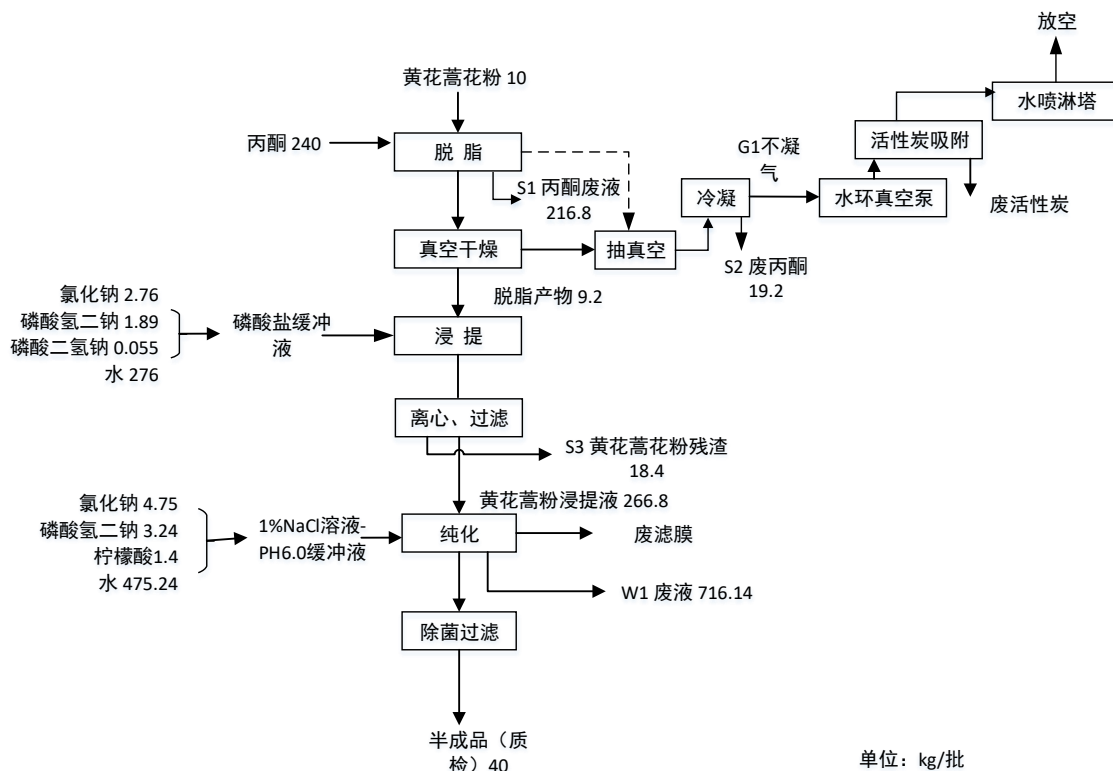 放空
黄花蒿花粉 10
水喷淋塔
丙酮 240
脱 脂
G1不凝
气
活性炭吸附
S1 丙酮废液
216.8
冷凝
水环真空泵
废活性炭
真空干燥
抽真空
S2 废丙酮
19.2
脱脂产物 9.2
氯化钠 2.76
磷酸氢二钠 1.89
磷酸二氢钠 0.055
水 276
磷酸盐缓冲
液
浸 提
离心、过滤
S3 黄花蒿花粉残渣
18.4
黄花蒿粉浸提液 266.8
氯化钠 4.75
磷酸氢二钠 3.24
柠檬酸1.4
水 475.24
1%NaCl溶液-
PH6.0缓冲液
纯化
废滤膜
W1 废液 716.14
除菌过滤
半成品（质
检）40
单位：kg/批